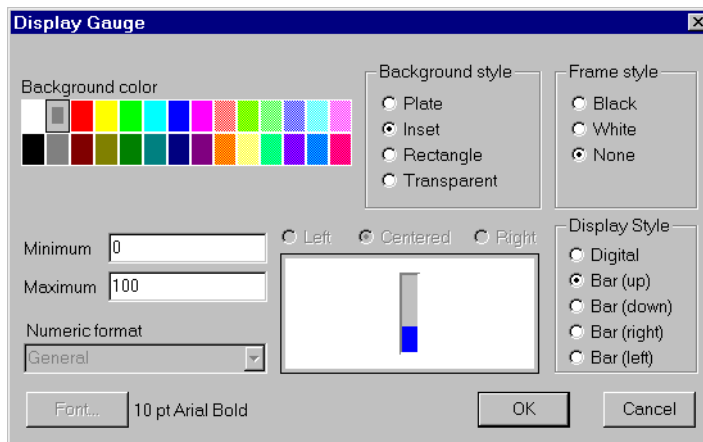 Display Gauge
Background color
Background style
Plate
Inset
Rectangle
Transparent
Frame style
Black
White
None
Minimum 0
Maximum 100
Numeric format
General
Left Centered Right
Display Style
Digital
Bar (up)
Bar (down)
Bar (right)
Bar (left)
Font... 10 pt Arial Bold
OK Cancel